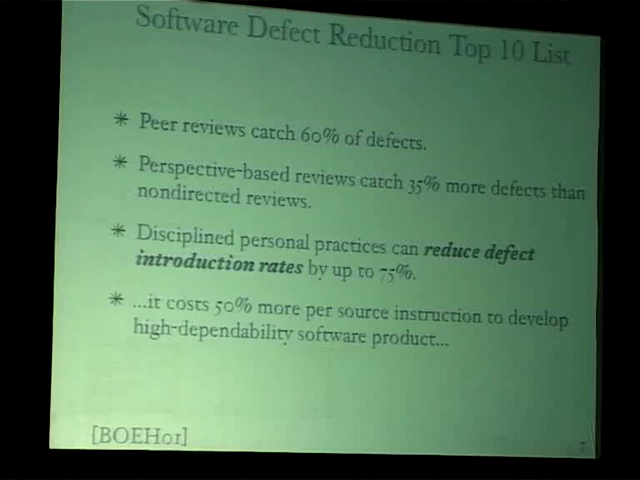 Software Defect Reduction Top 10 List
* Peer reviews catch 60% of defects.
* Perspective-based reviews catch 35% more defects than
nondirected reviews.
* Disciplined personal practices can reduce defect
introduction rates by up to 75%.
* ...it costs 50% more per source instruction to develop
high-dependability software product...
[BOEH01]
7